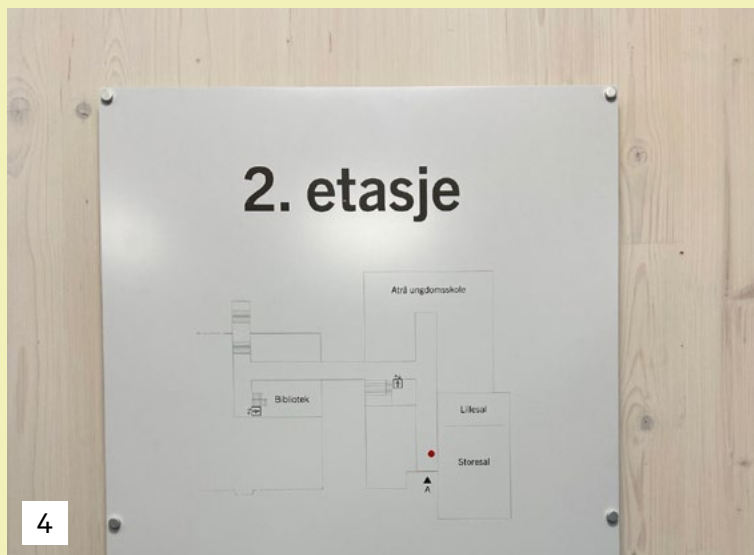 2. etasje
Atrå ungdomsskole
Bibliotek
Lillesal
Storesal
A
4